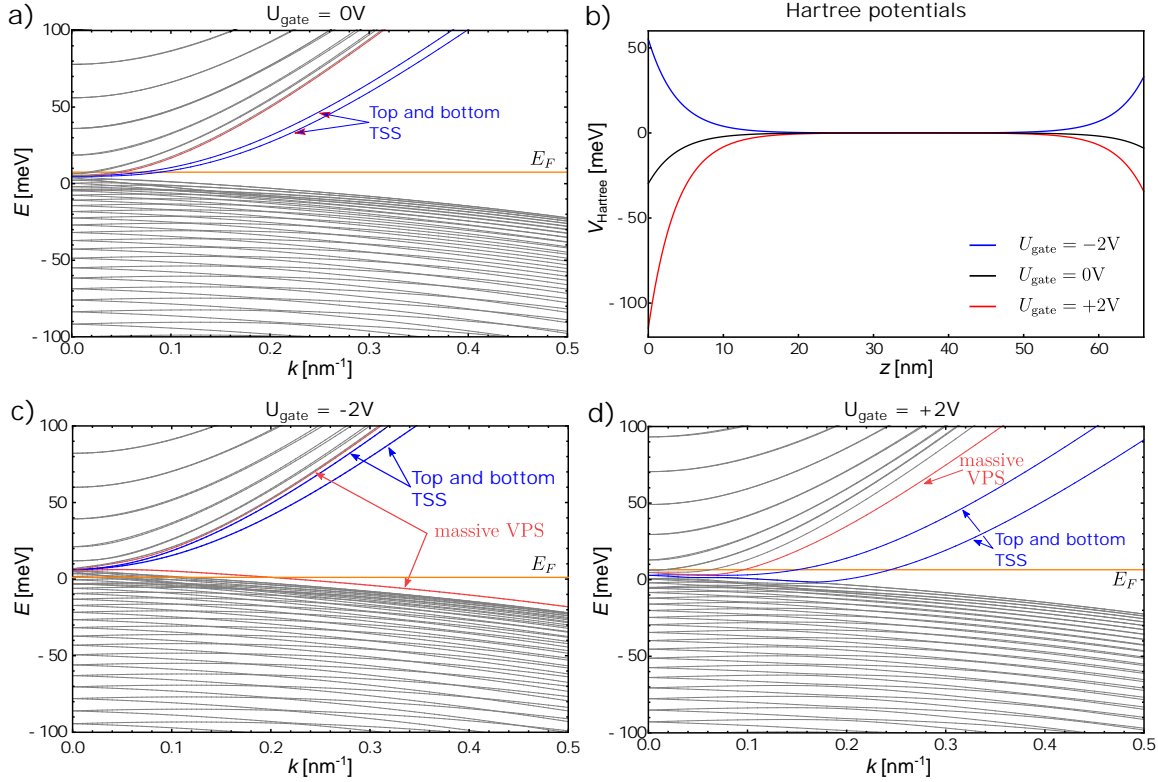 a)
U_gate = 0V
100
50
0
- 50
- 100
E [meV]
Top and bottom
TSS
E_F
0.0 0.1 0.2 0.3 0.4 0.5
k [nm⁻¹]
b)
Hartree potentials
50
0
- 50
- 100
V_Hartree [meV]
U_gate = −2V
U_gate = 0V
U_gate = +2V
0 10 20 30 40 50 60
z [nm]
c)
U_gate = -2V
100
50
0
- 50
- 100
E [meV]
Top and bottom
TSS
massive VPS
E_F
0.0 0.1 0.2 0.3 0.4 0.5
k [nm⁻¹]
d)
U_gate = +2V
100
50
0
- 50
- 100
E [meV]
massive
VPS
Top and bottom
TSS
E_F
0.0 0.1 0.2 0.3 0.4 0.5
k [nm⁻¹]